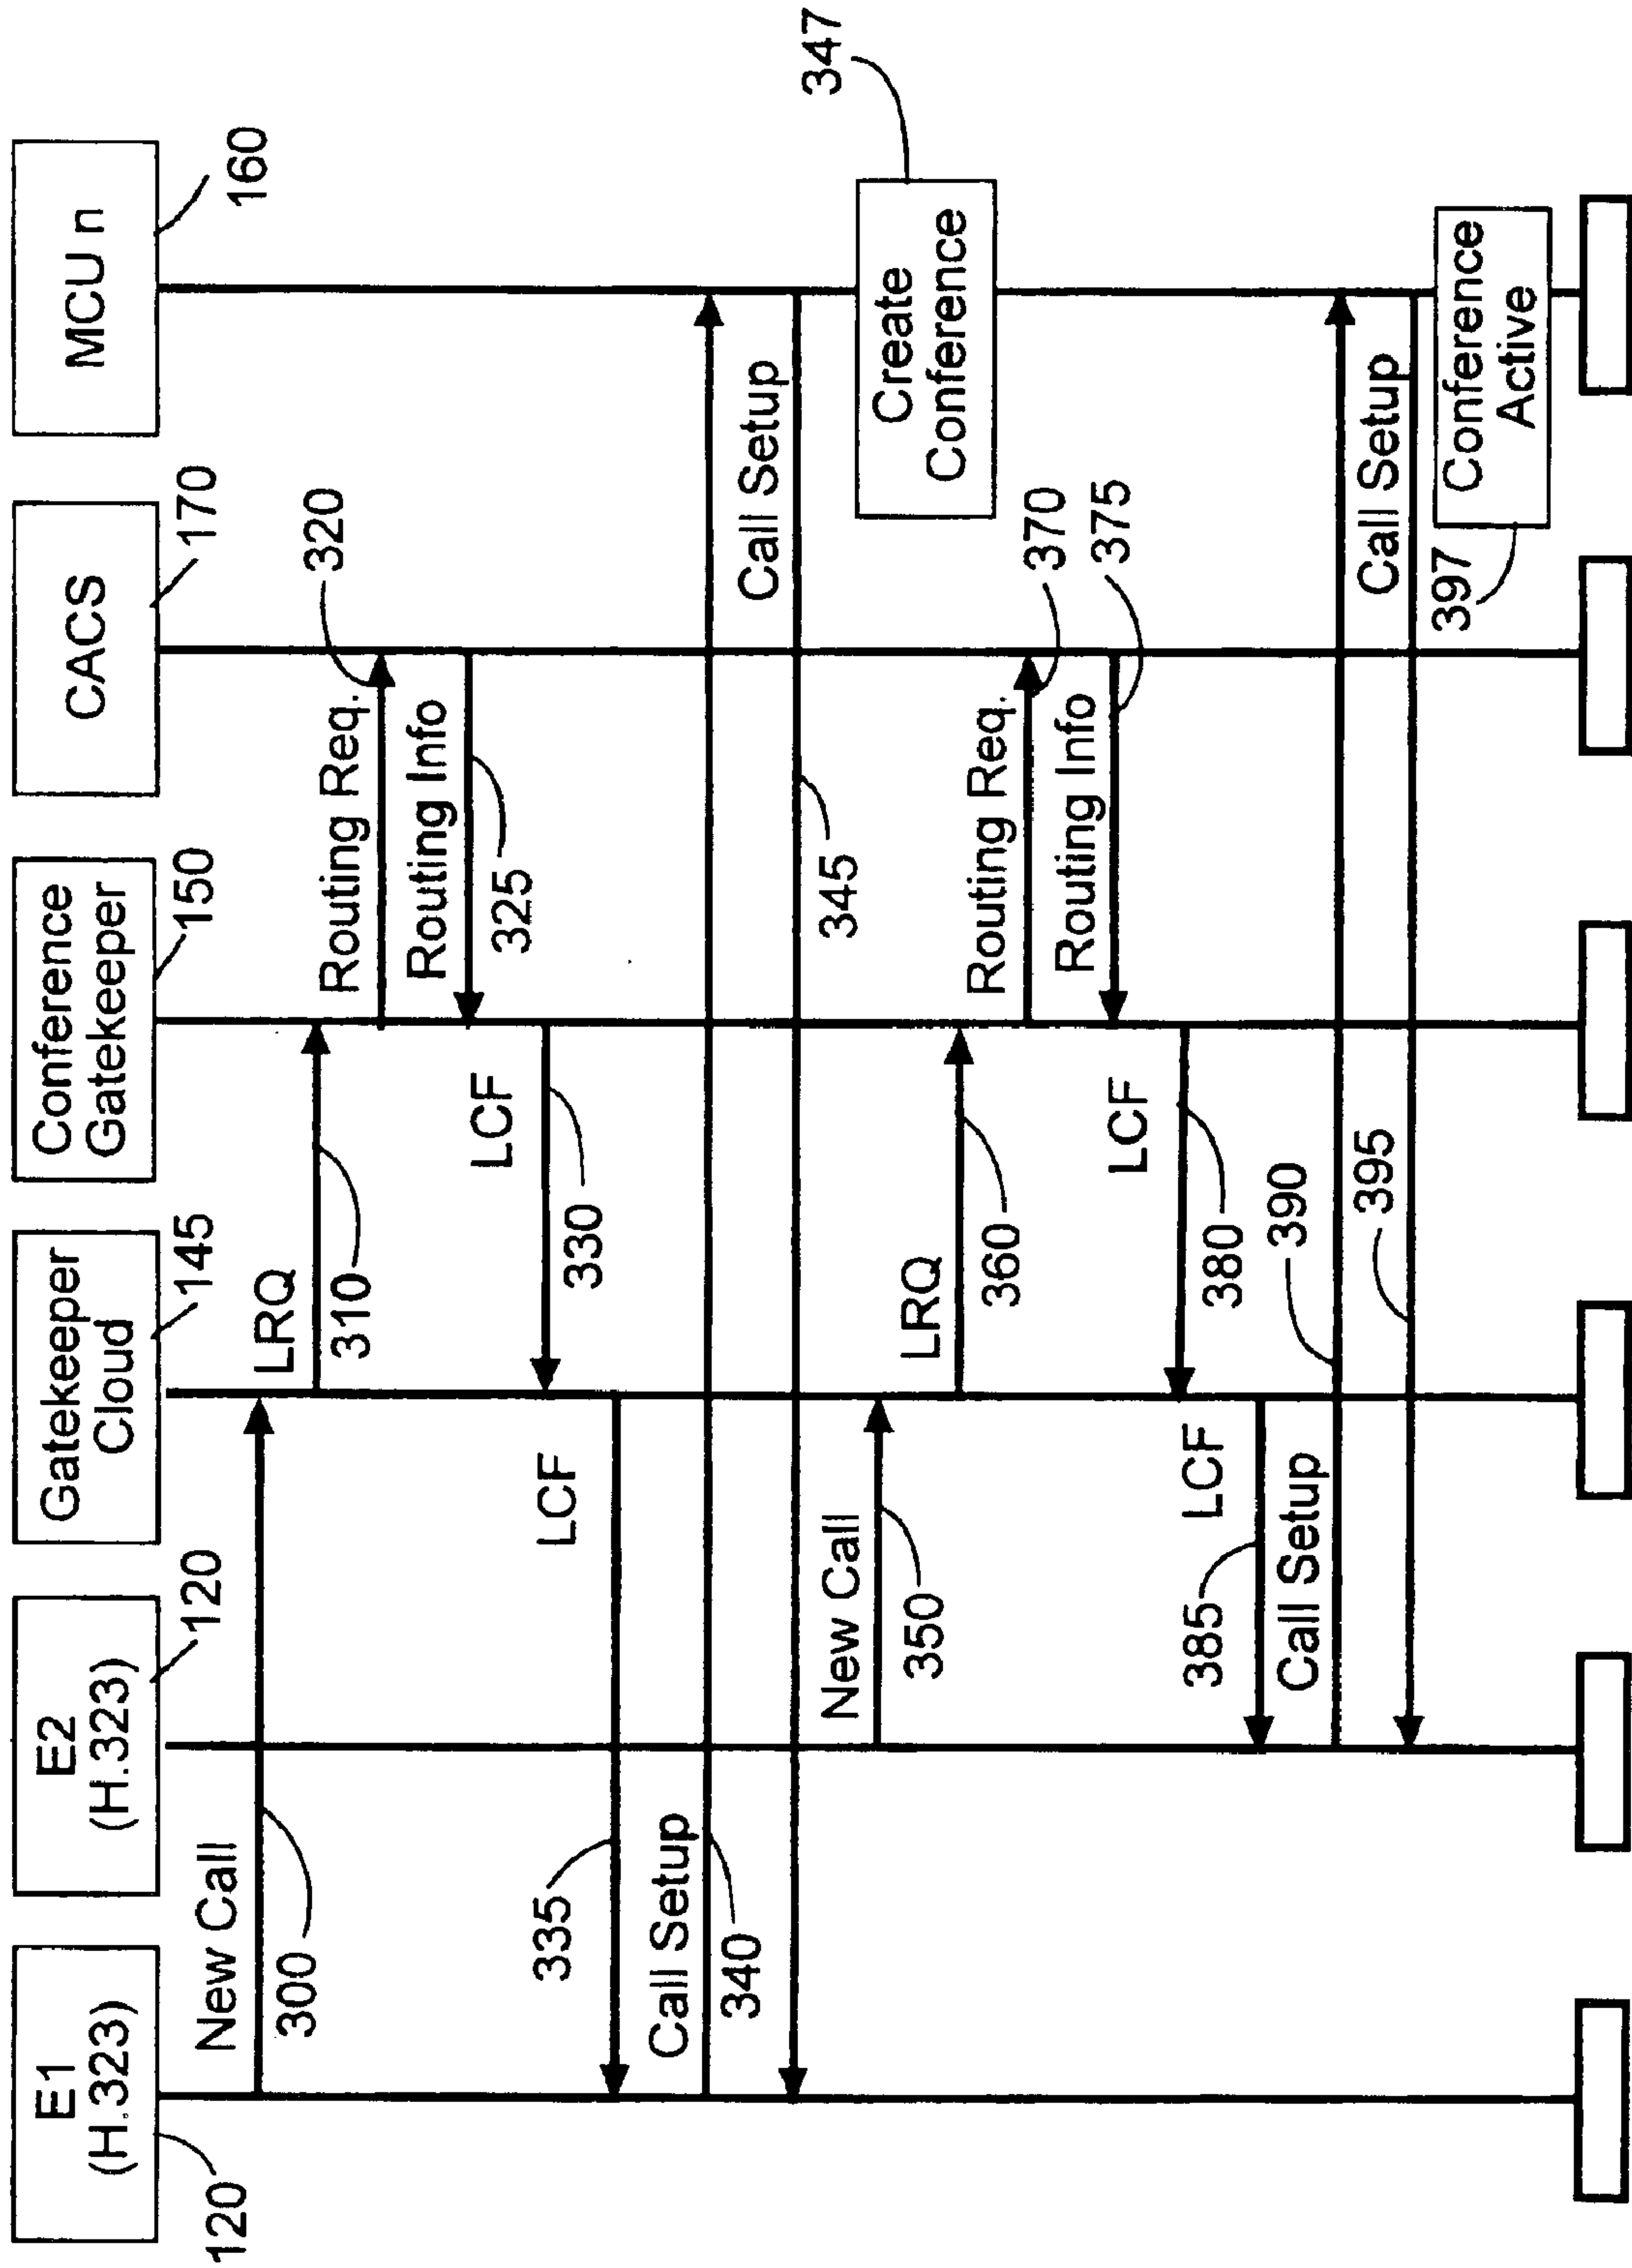 E1
(H.323)
120
E2
(H.323)
120
Gatekeeper
Cloud
145
Conference
Gatekeeper
150
CACS
170
MCU n
160
New Call
300
LRQ
310
Routing Req.
320
Routing Info
325
LCF
330
LCF
335
Call Setup
340
Call Setup
345
Create
Conference
347
New Call
350
LRQ
360
Routing Req.
370
Routing Info
375
LCF
380
LCF
385
Call Setup
390
Call Setup
395
Conference
Active
397